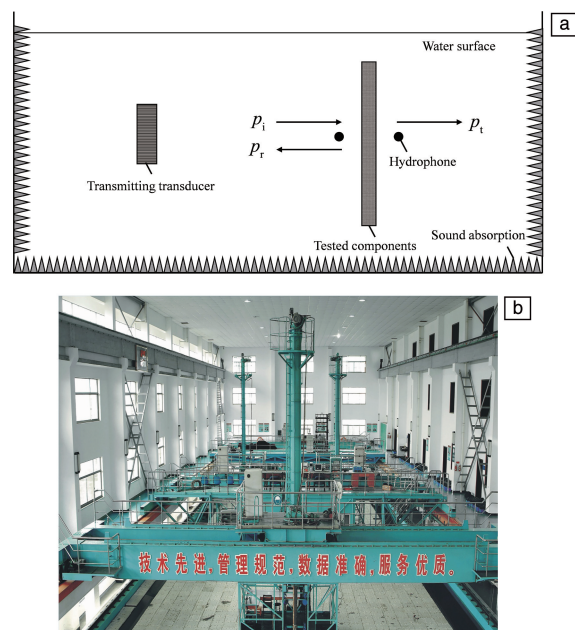 a
Water surface
pi
pt
pr
Hydrophone
Transmitting transducer
Sound absorption
Tested components
b
技术先进,管理规范,数据准确,服务优质。